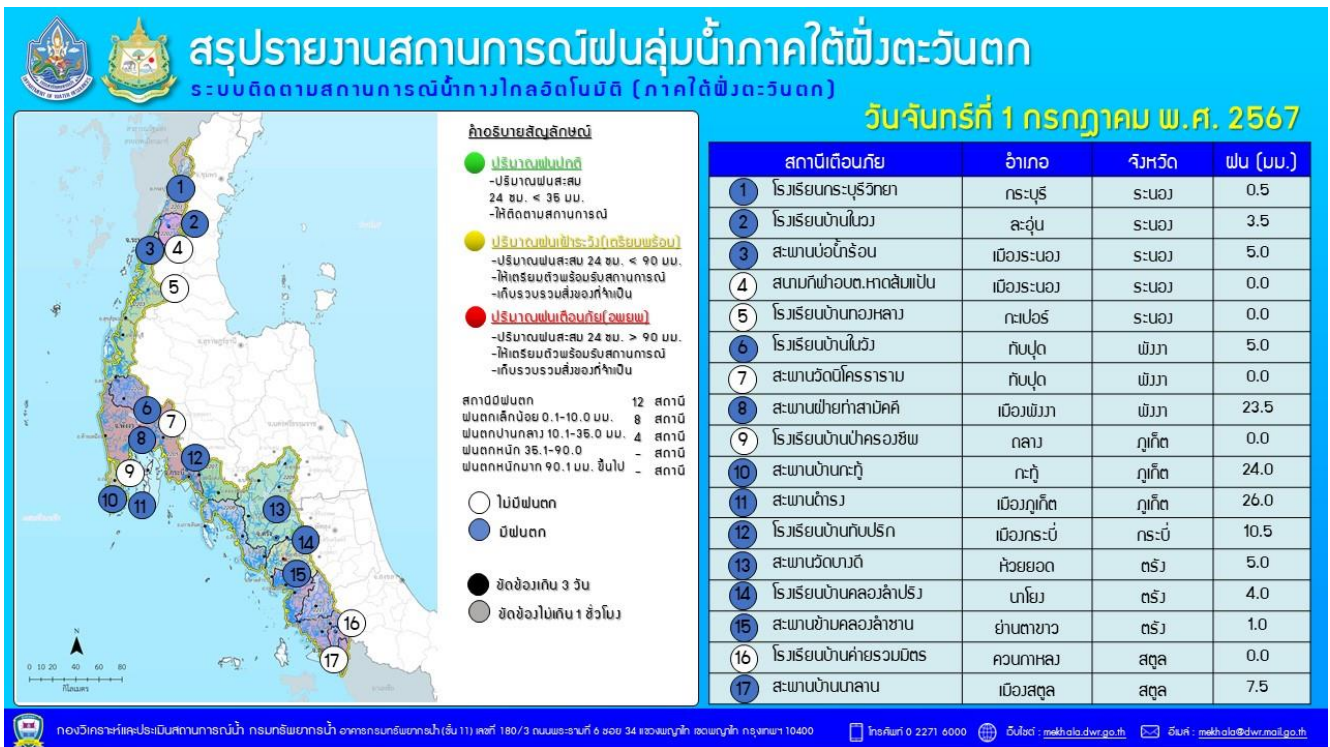 สรุปรายงานสถานการณ์ฝนลุ่มน้ำภาคใต้ฝั่งตะวันตก
ระบบติดตามสถานการณ์น้ำทางไกลอัตโนมัติ (ภาคใต้ฝั่งตะวันตก)
วันจันทร์ที่ 1 กรกฎาคม พ.ศ. 2567
คำอธิบายสัญลักษณ์
ปริมาณฝนปกติ
-ปริมาณฝนสะสม
24 ชม. < 35 มม.
-ให้ติดตามสถานการณ์
ปริมาณฝนเฝ้าระวัง(เตรียมพร้อม)
-ปริมาณฝนสะสม 24 ชม. < 90 มม.
-ให้เตรียมตัวพร้อมรับสถานการณ์
-เก็บรวบรวมสิ่งของที่จำเป็น
ปริมาณฝนเตือนภัย(อพยพ)
-ปริมาณฝนสะสม 24 ชม. > 90 มม.
-ให้เตรียมตัวพร้อมรับสถานการณ์
-เก็บรวบรวมสิ่งของที่จำเป็น
สถานีมีฝนตก 12 สถานี
ฝนตกเล็กน้อย 0.1-10.0 มม. 8 สถานี
ฝนตกปานกลาง 10.1-35.0 มม. 4 สถานี
ฝนตกหนัก 35.1-90.0 - สถานี
ฝนตกหนักมาก 90.1 มม. ขึ้นไป - สถานี
ไม่มีฝนตก
มีฝนตก
ขัดข้องเกิน 3 วัน
ขัดข้องไม่เกิน 1 ชั่วโมง
1
2
3
4
5
6
7
8
12
9
10
11
13
14
15
16
17
N
0 10 20 40 60 80
กิโลเมตร
สถานีเตือนภัย อำเภอ จังหวัด ฝน (มม.)
1 โรงเรียนกระบุรีวิทยา กระบุรี ระนอง 0.5
2 โรงเรียนบ้านในวง ละอุ่น ระนอง 3.5
3 สะพานบ่อน้ำร้อน เมืองระนอง ระนอง 5.0
4 สนามกีฬาอบต.หาดส้มแป้น เมืองระนอง ระนอง 0.0
5 โรงเรียนบ้านทองหลาง กะเปอร์ ระนอง 0.0
6 โรงเรียนบ้านในวัง ทับปุด พังงา 5.0
7 สะพานวัดนิโครธาราม ทับปุด พังงา 0.0
8 สะพานฝ่ายท่าสามัคคี เมืองพังงา พังงา 23.5
9 โรงเรียนบ้านป่าครองชีพ ถลาง ภูเก็ต 0.0
10 สะพานบ้านกะทู้ กะทู้ ภูเก็ต 24.0
11 สะพานดำรง เมืองภูเก็ต ภูเก็ต 26.0
12 โรงเรียนบ้านทับปริก เมืองกระบี่ กระบี่ 10.5
13 สะพานวัดบางดี ห้วยยอด ตรัง 5.0
14 โรงเรียนบ้านคลองลำปริง นาโยง ตรัง 4.0
15 สะพานข้ามคลองลำชาน ย่านตาขาว ตรัง 1.0
16 โรงเรียนบ้านค่ายรวมมิตร ควนกาหลง สตูล 0.0
17 สะพานบ้านนาลาน เมืองสตูล สตูล 7.5
กองวิเคราะห์และประเมินสถานการณ์น้ำ กรมทรัพยากรน้ำ อาคารกรมทรัพยากรน้ำ (ชั้น 11) เลขที่ 180/3 ถนนพระรามที่ 6 ซอย 34 แขวงพญาไท เขตพญาไท กรุงเทพฯ 10400 โทรศัพท์ 0 2271 6000 เว็บไซต์ : mekhala.dwr.go.th อีเมล์ : mekhala@dwr.mail.go.th